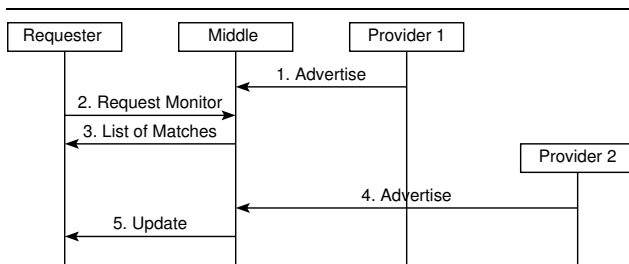 Requester
Middle
Provider 1
1. Advertise
2. Request Monitor
3. List of Matches
Provider 2
4. Advertise
5. Update